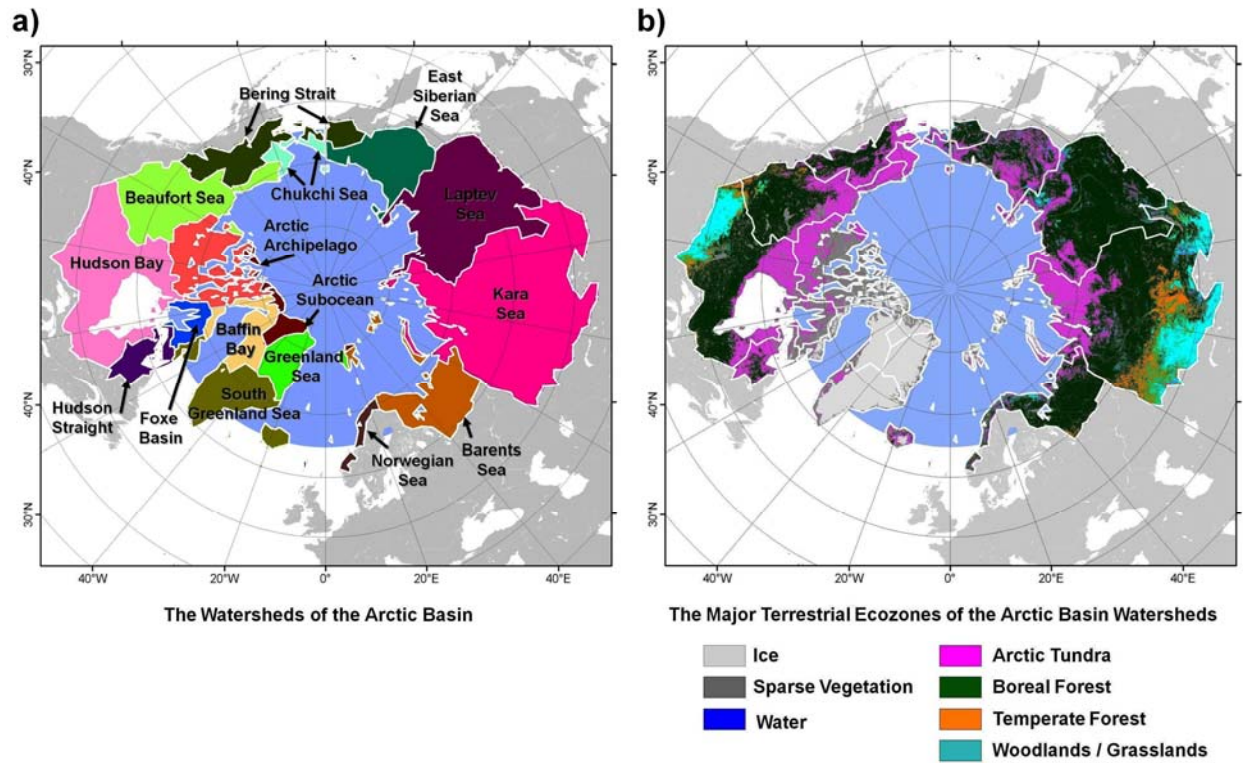 a)
b)
30°N
40°N
40°N
30°N
40°W
20°W
0°
20°E
40°E
Bering Strait
East
Siberian
Sea
Beaufort Sea
Chukchi Sea
Laptev
Sea
Arctic
Archipelago
Hudson Bay
Arctic
Subocean
Kara
Sea
Baffin
Bay
Greenland
Sea
South
Greenland Sea
Hudson
Straight
Foxe
Basin
Norwegian
Sea
Barents
Sea
The Watersheds of the Arctic Basin
30°N
40°N
40°N
30°N
40°W
20°W
0°
20°E
40°E
The Major Terrestrial Ecozones of the Arctic Basin Watersheds
Ice
Sparse Vegetation
Water
Arctic Tundra
Boreal Forest
Temperate Forest
Woodlands / Grasslands